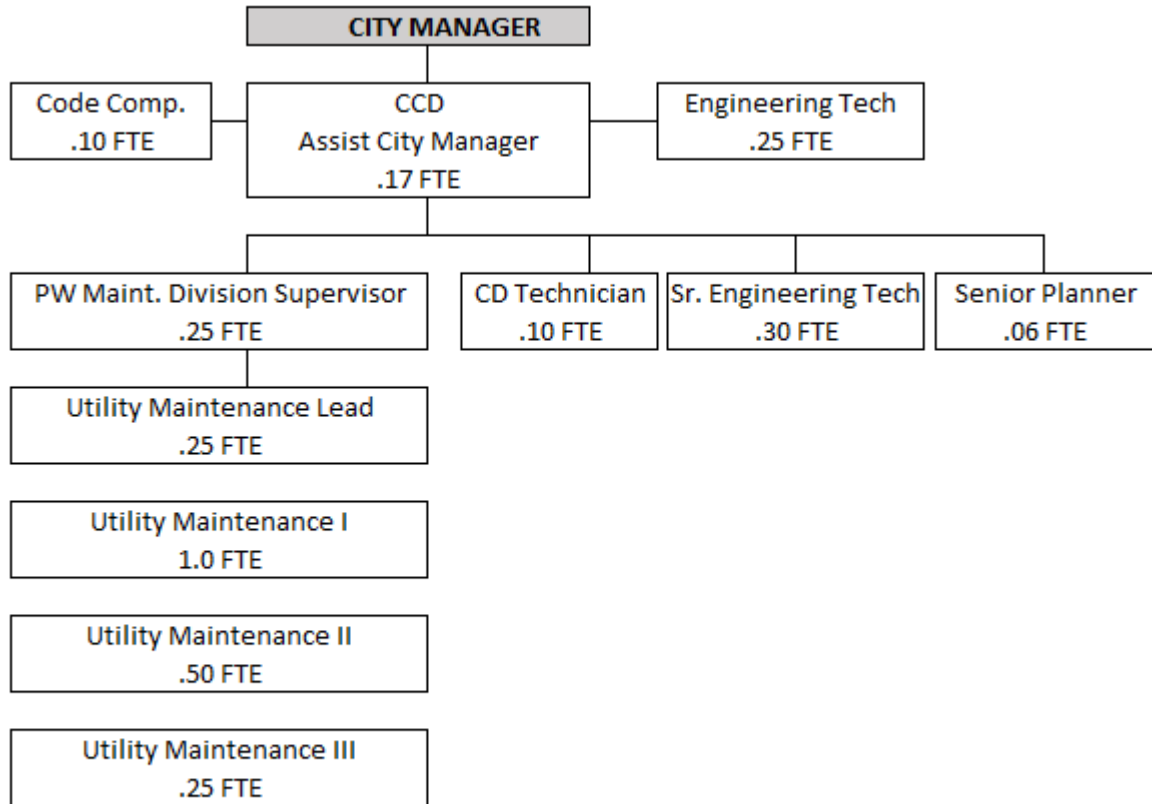 CITY MANAGER
Code Comp.
.10 FTE
CCD
Assist City Manager
.17 FTE
Engineering Tech
.25 FTE
PW Maint. Division Supervisor
.25 FTE
CD Technician
.10 FTE
Sr. Engineering Tech
.30 FTE
Senior Planner
.06 FTE
Utility Maintenance Lead
.25 FTE
Utility Maintenance I
1.0 FTE
Utility Maintenance II
.50 FTE
Utility Maintenance III
.25 FTE